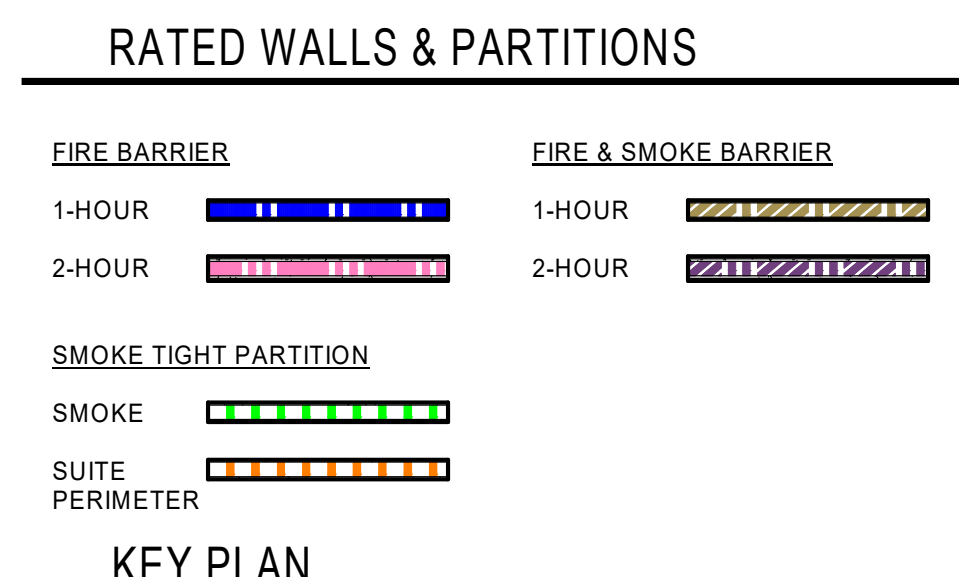 RATED WALLS & PARTITIONS
FIRE BARRIER
1-HOUR
2-HOUR
FIRE & SMOKE BARRIER
1-HOUR
2-HOUR
SMOKE TIGHT PARTITION
SMOKE
SUITE
PERIMETER
KEY PLAN